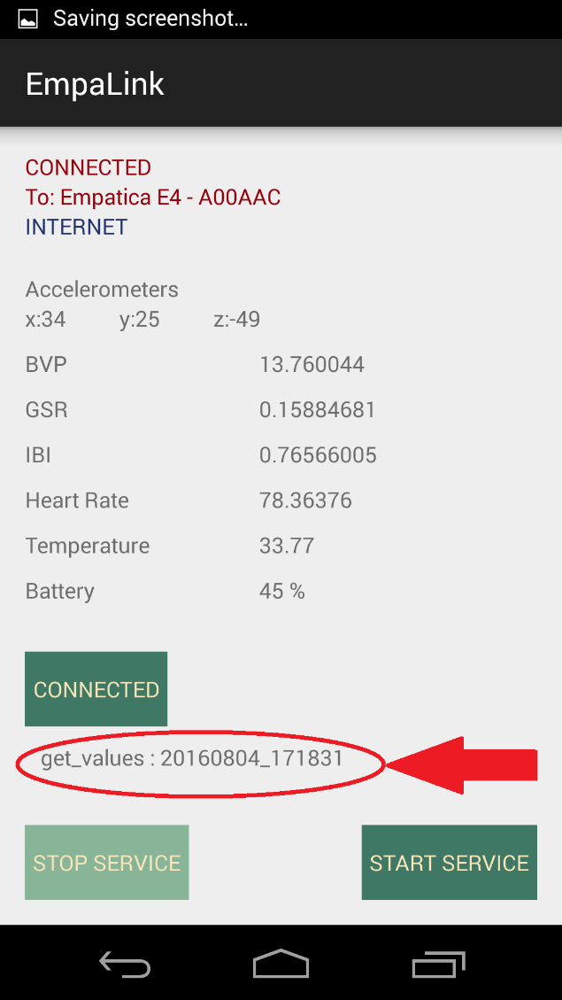 Saving screenshot...
EmpaLink
CONNECTED
To: Empatica E4 - A00AAC
INTERNET
Accelerometers
x:34 y:25 z:-49
BVP 13.760044
GSR 0.15884681
IBI 0.76566005
Heart Rate 78.36376
Temperature 33.77
Battery 45 %
CONNECTED
get_values : 20160804_171831
STOP SERVICE START SERVICE